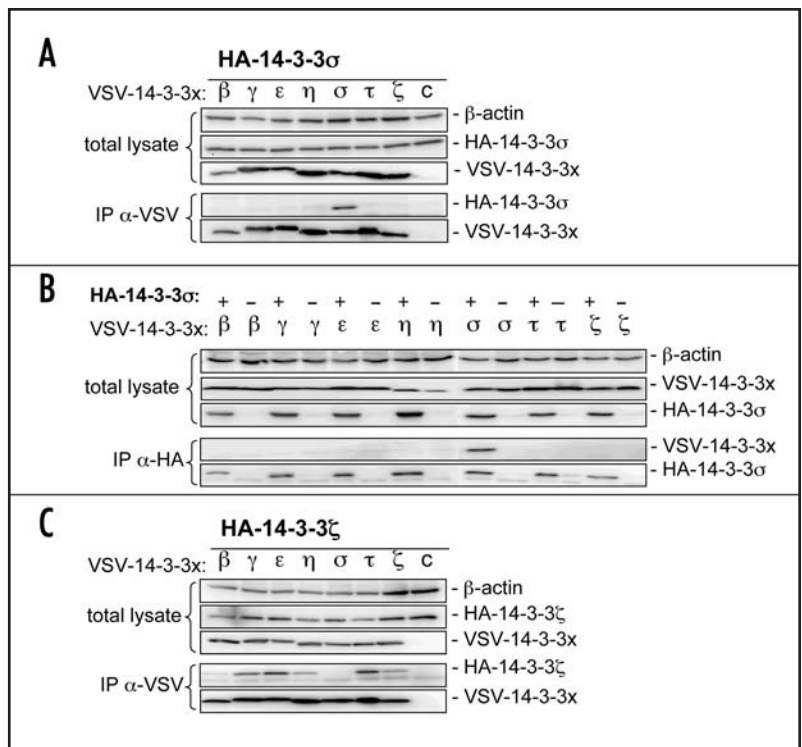 A
HA-14-3-3σ
VSV-14-3-3x: β γ ε η σ τ ζ c
total lysate
- β-actin
- HA-14-3-3σ
- VSV-14-3-3x
IP α-VSV
- HA-14-3-3σ
- VSV-14-3-3x
B
HA-14-3-3σ: + – + – + – + – + – + – + –
VSV-14-3-3x: β β γ γ ε ε η η σ σ τ τ ζ ζ
total lysate
- β-actin
- VSV-14-3-3x
- HA-14-3-3σ
IP α-HA
- VSV-14-3-3x
- HA-14-3-3σ
C
HA-14-3-3ζ
VSV-14-3-3x: β γ ε η σ τ ζ c
total lysate
- β-actin
- HA-14-3-3ζ
- VSV-14-3-3x
IP α-VSV
- HA-14-3-3ζ
- VSV-14-3-3x